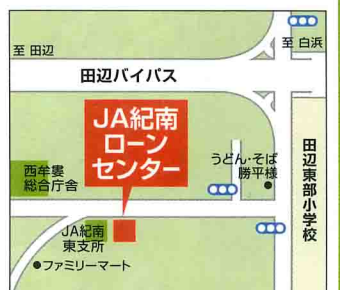 至 白浜
至 田辺
田辺バイパス
JA紀南
ローン
センター
西牟婁
総合庁舎
うどん・そば
勝平様
田辺東部小学校
JA紀南
東支所
ファミリーマート